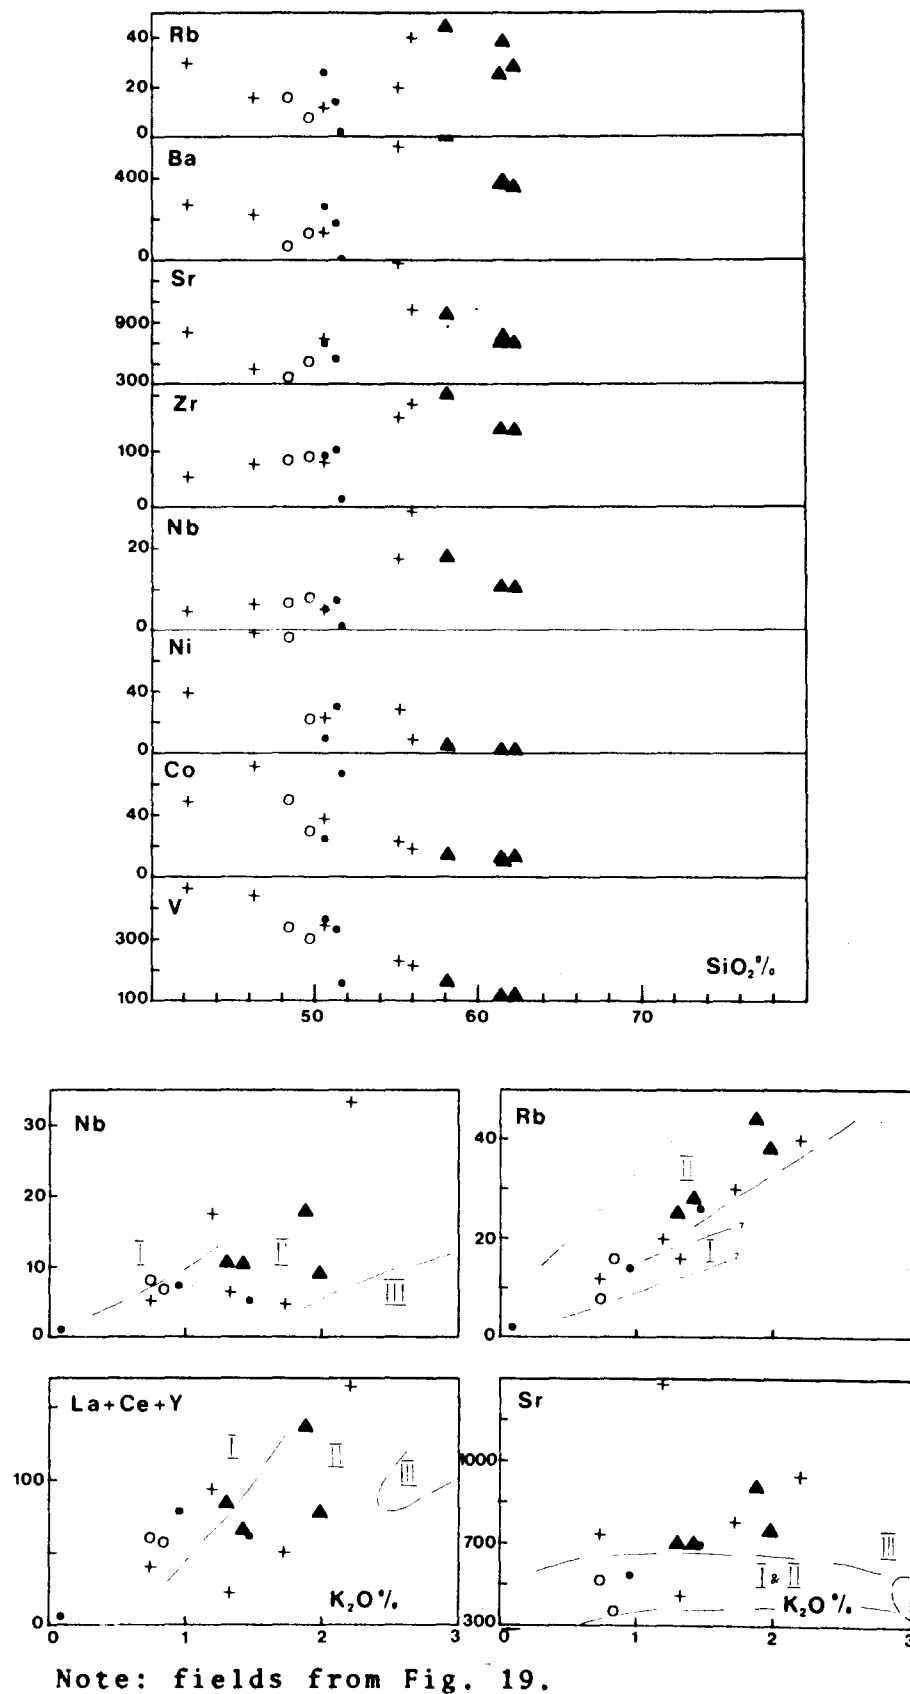 Rb
40
20
0
Ba
400
0
Sr
900
300
Zr
100
0
Nb
20
0
Ni
40
0
Co
40
0
V
300
100
SiO₂%
50 60 70
Nb
30
20
10
0
I
II
III
Rb
40
20
0
II
I
?
?
La+Ce+Y
100
0
I
II
III
K₂O%
0 1 2 3
Sr
1000
700
300
III
I & II
K₂O%
0 1 2 3
Note: fields from Fig. 19.